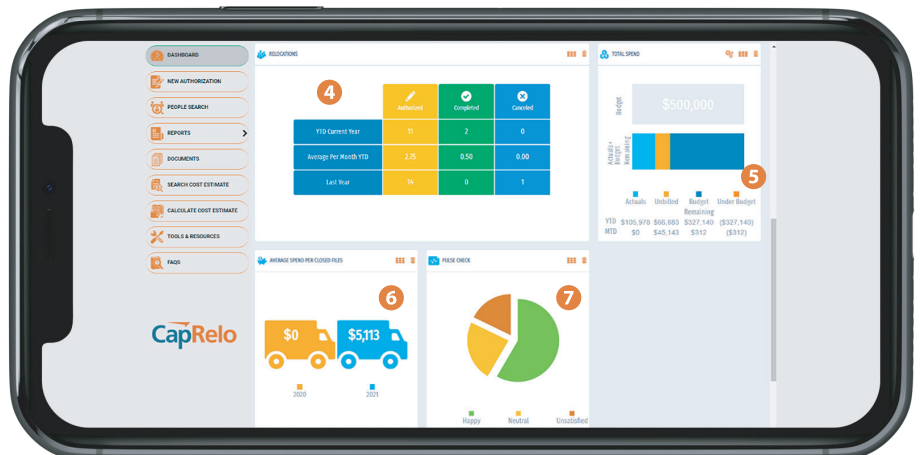 DASHBOARD
NEW AUTHORIZATION
PEOPLE SEARCH
REPORTS
DOCUMENTS
SEARCH COST ESTIMATE
CALCULATE COST ESTIMATE
TOOLS & RESOURCES
FAQS
CapRelo
RELOCATIONS
4
Authorized Completed Canceled
YTD Current Year 11 2 0
Average Per Month YTD 2.75 0.50 0.00
Last Year 14 0 1
TOTAL SPEND
Budget
$500,000
Actuals + Budget Remaining
5
Actuals Unbilled Budget Remaining Under Budget
YTD $105,978 $66,883 $327,140 ($327,140)
MTD $0 $45,143 $312 ($312)
AVERAGE SPEND PER CLOSED FILES
6
$0 $5,113
2020 2021
PULSE CHECK
7
Happy Neutral Unsatisfied